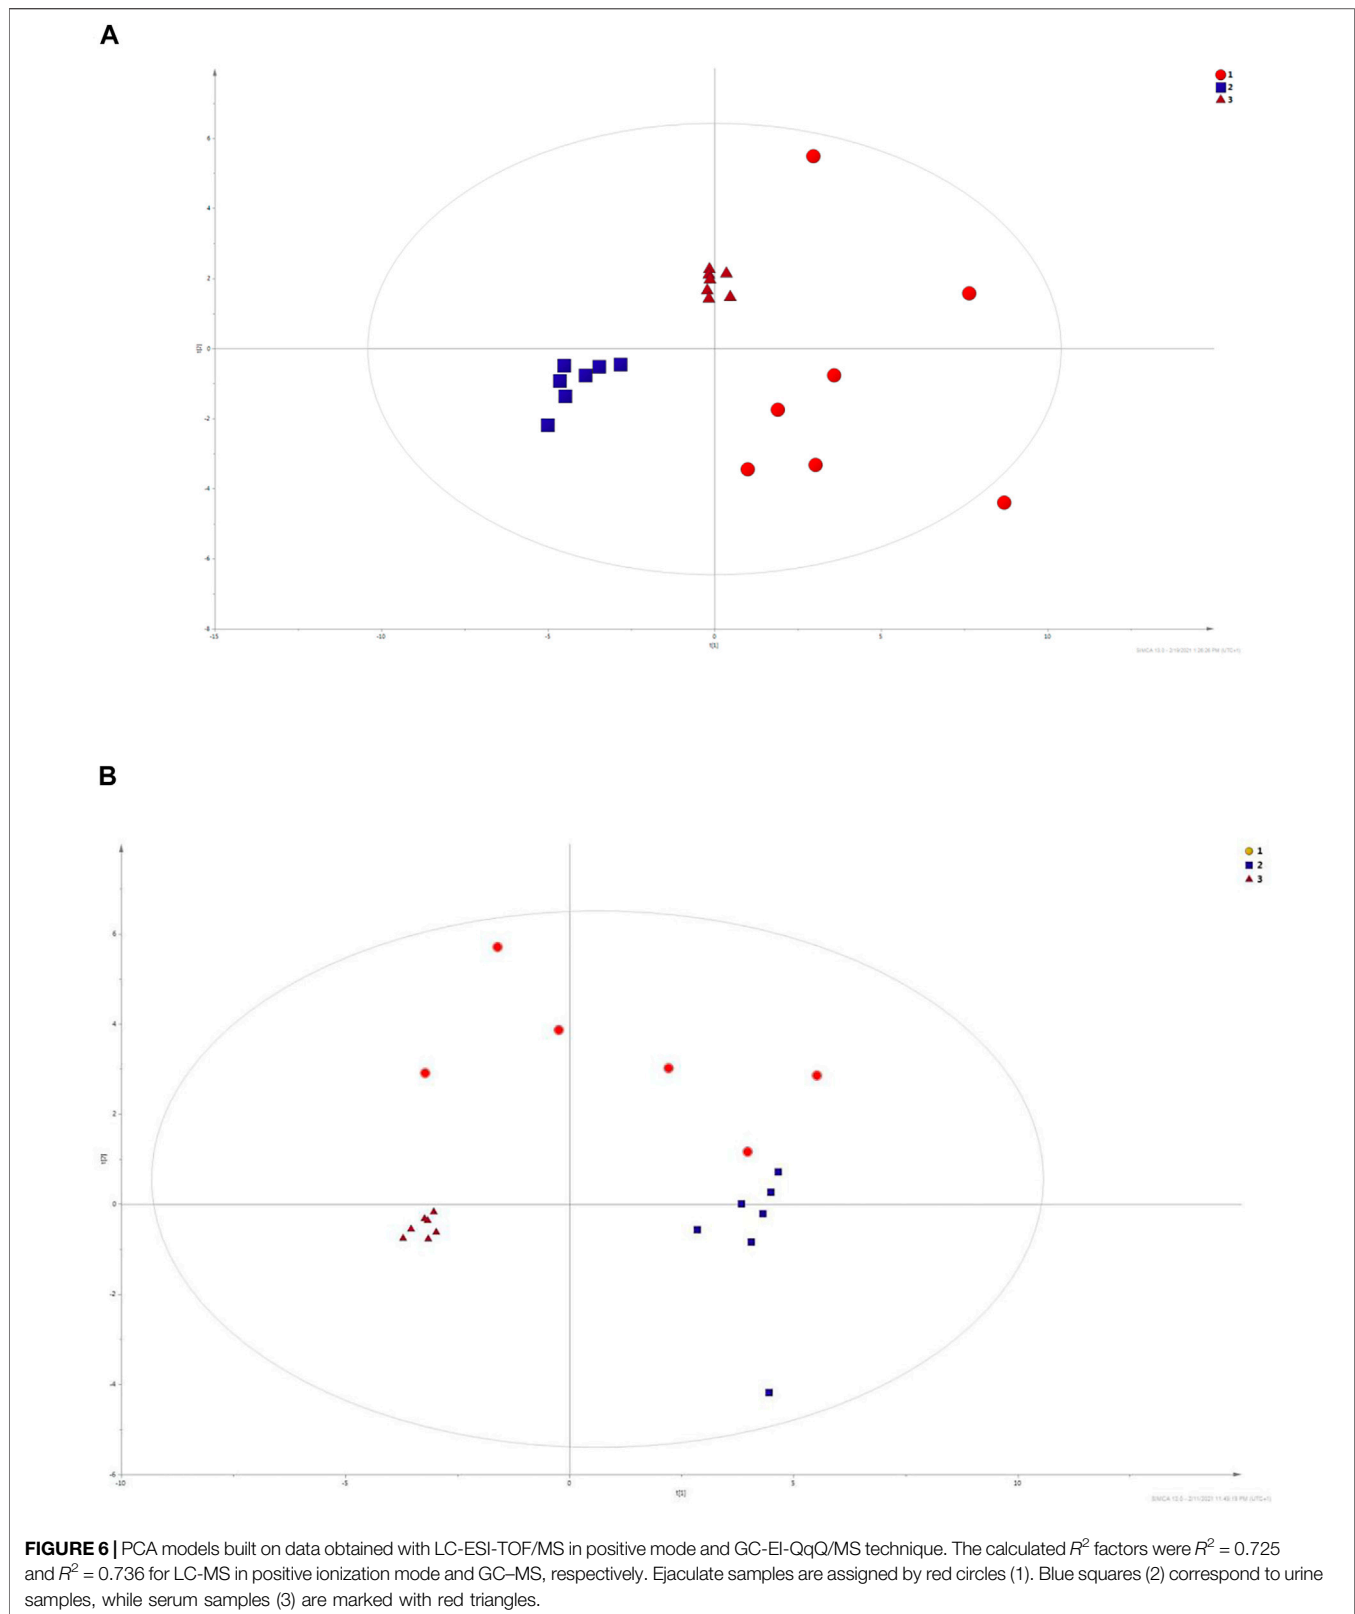 A
1
2
3
6
4
2
t[2] 0
-2
-4
-6
-8
-15 -10 -5 0 5 10
t[1]
B
1
2
3
6
4
2
t[2]
0
-2
-4
-6
-10 -5 0 5 10
t[1]
FIGURE 6 | PCA models built on data obtained with LC-ESI-TOF/MS in positive mode and GC-EI-QqQ/MS technique. The calculated R² factors were R² = 0.725
and R² = 0.736 for LC-MS in positive ionization mode and GC–MS, respectively. Ejaculate samples are assigned by red circles (1). Blue squares (2) correspond to urine
samples, while serum samples (3) are marked with red triangles.